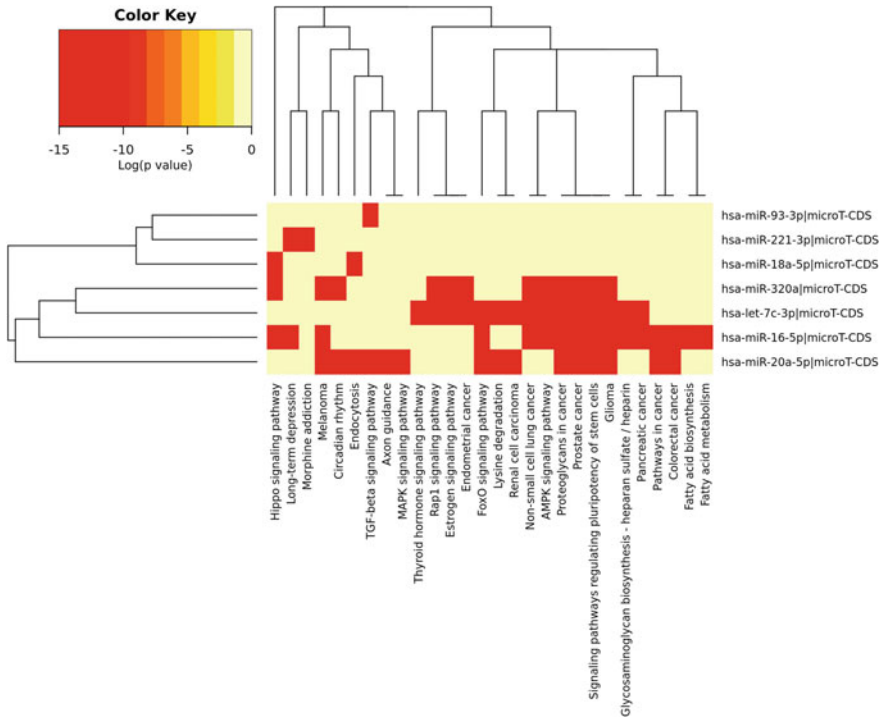 Color Key
-15 -10 -5 0
Log(p value)
hsa-miR-93-3p|microT-CDS
hsa-miR-221-3p|microT-CDS
hsa-miR-18a-5p|microT-CDS
hsa-miR-320a|microT-CDS
hsa-let-7c-3p|microT-CDS
hsa-miR-16-5p|microT-CDS
hsa-miR-20a-5p|microT-CDS
Hippo signaling pathway
Long-term depression
Morphine addiction
Melanoma
Circadian rhythm
Endocytosis
TGF-beta signaling pathway
Axon guidance
MAPK signaling pathway
Thyroid hormone signaling pathway
Rap1 signaling pathway
Estrogen signaling pathway
Endometrial cancer
FoxO signaling pathway
Lysine degradation
Renal cell carcinoma
Non-small cell lung cancer
AMPK signaling pathway
Proteoglycans in cancer
Prostate cancer
Signaling pathways regulating pluripotency of stem cells
Glioma
Glycosaminoglycan biosynthesis - heparan sulfate / heparin
Pancreatic cancer
Pathways in cancer
Colorectal cancer
Fatty acid biosynthesis
Fatty acid metabolism